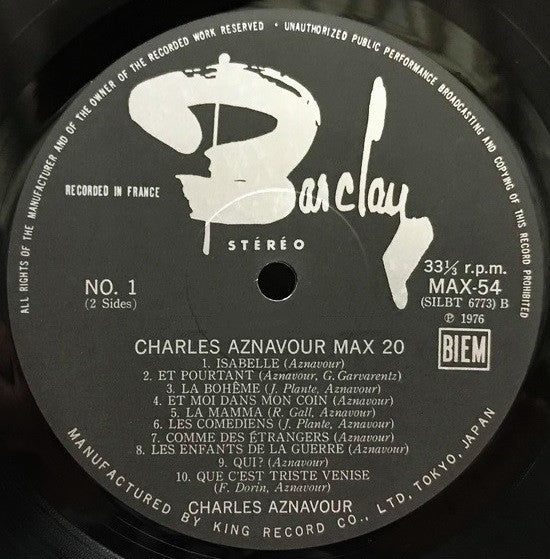 ALL RIGHTS OF THE MANUFACTURER AND OF THE OWNER OF THE RECORDED WORK RESERVED • UNAUTHORIZED PUBLIC PERFORMANCE BROADCASTING AND COPYING OF THIS RECORD PROHIBITED
Barclay
RECORDED IN FRANCE
STÉRÉO
NO. 1
(2 Sides)
33⅓ r.p.m.
MAX-54
(SILBT 6773) B
Ⓟ 1976
BIEM
CHARLES AZNAVOUR MAX 20
1. ISABELLE (Aznavour)
2. ET POURTANT (Aznavour, G. Garvarentz)
3. LA BOHÊME (J. Plante, Aznavour)
4. ET MOI DANS MON COIN (Aznavour)
5. LA MAMMA (R. Gall, Aznavour)
6. LES COMEDIENS (J. Plante, Aznavour)
7. COMME DES ÉTRANGERS (Aznavour)
8. LES ENFANTS DE LA GUERRE (Aznavour)
9. QUI? (Aznavour)
10. QUE C'EST TRISTE VENISE
(F. Dorin, Aznavour)
CHARLES AZNAVOUR
MANUFACTURED BY KING RECORD CO., LTD, TOKYO, JAPAN